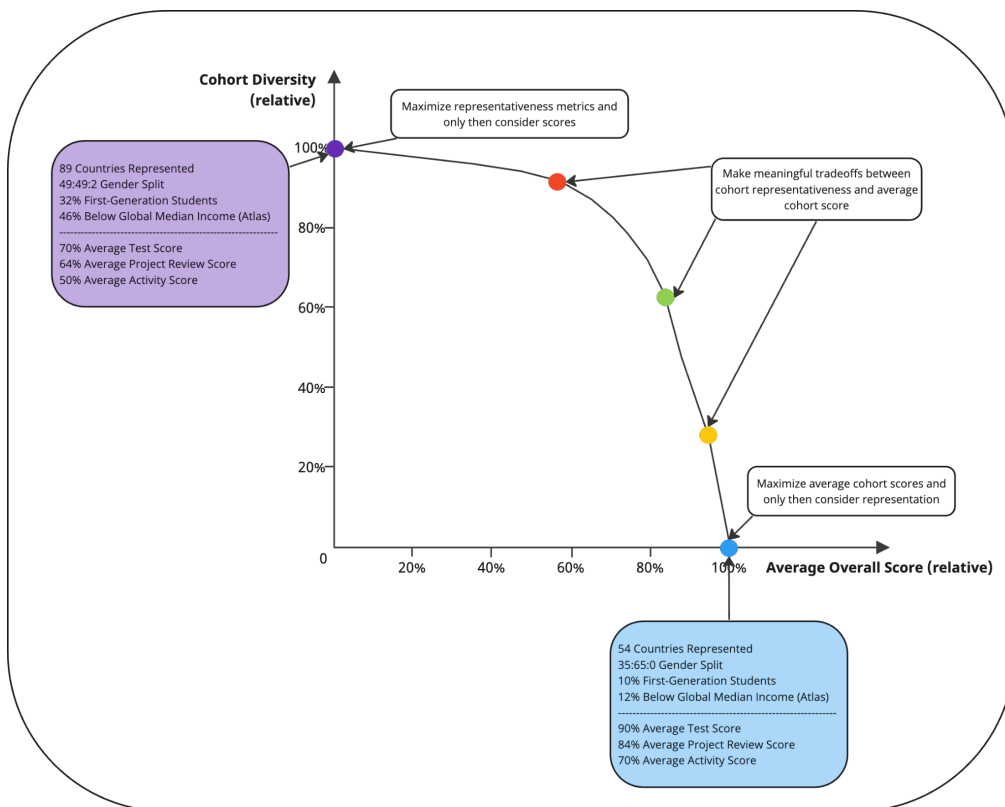 Cohort Diversity
(relative)
Maximize representativeness metrics and
only then consider scores
100%
89 Countries Represented
49:49:2 Gender Split
32% First-Generation Students
46% Below Global Median Income (Atlas)
--------------------------------------------------------------
70% Average Test Score
64% Average Project Review Score
50% Average Activity Score
Make meaningful tradeoffs between
cohort representativeness and average
cohort score
80%
60%
40%
20%
Maximize average cohort scores and
only then consider representation
0
20%
40%
60%
80%
100%
Average Overall Score (relative)
54 Countries Represented
35:65:0 Gender Split
10% First-Generation Students
12% Below Global Median Income (Atlas)
--------------------------------------------------------------
90% Average Test Score
84% Average Project Review Score
70% Average Activity Score